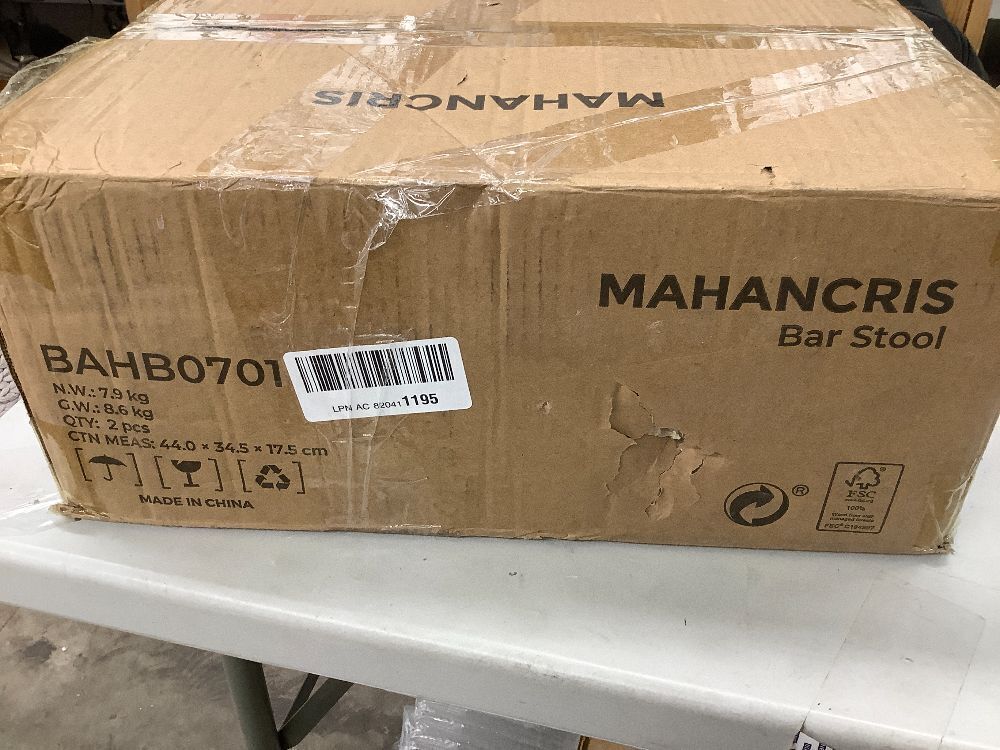 MAHANCRIS
MAHANCRIS
Bar Stool
BAHB0701
N.W.: 7.9 kg
G.W.: 8.6 kg
QTY: 2 pcs
CTN MEAS: 44.0 × 34.5 × 17.5 cm
MADE IN CHINA
LPN AC 820411195
®
FSC
100%